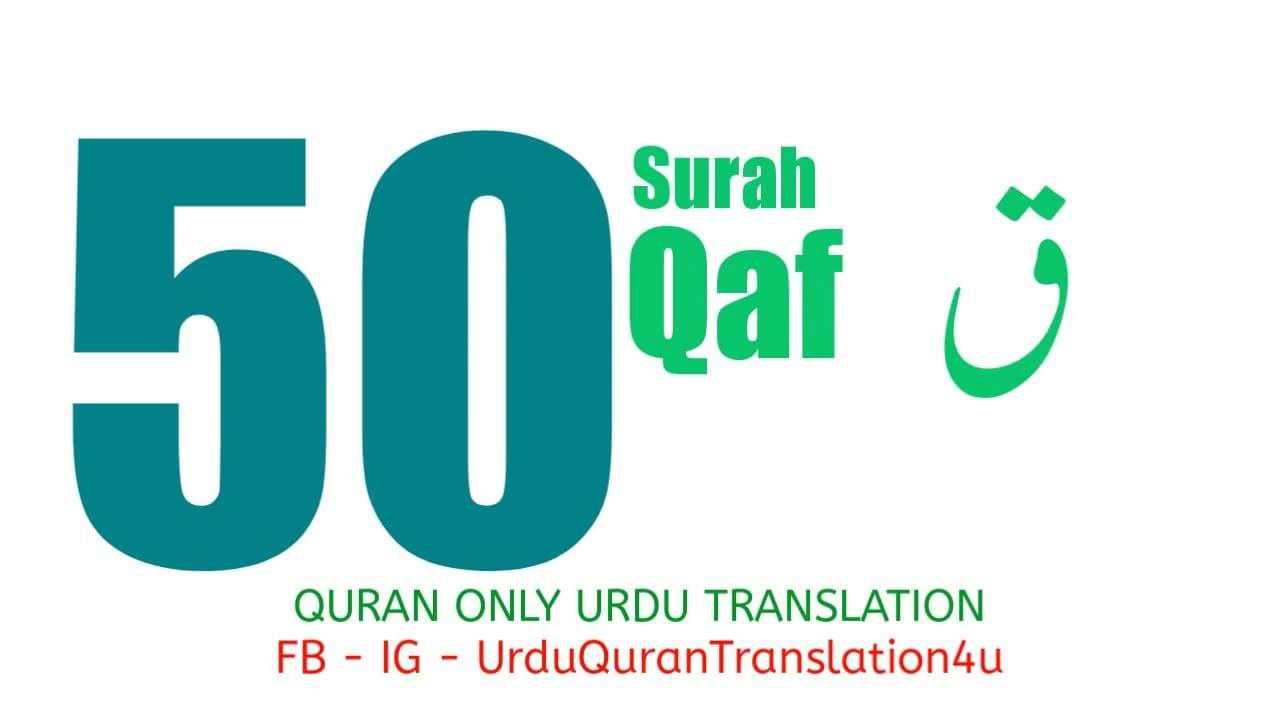 50
Surah
Qaf
ق
QURAN ONLY URDU TRANSLATION
FB - IG - UrduQuranTranslation4u